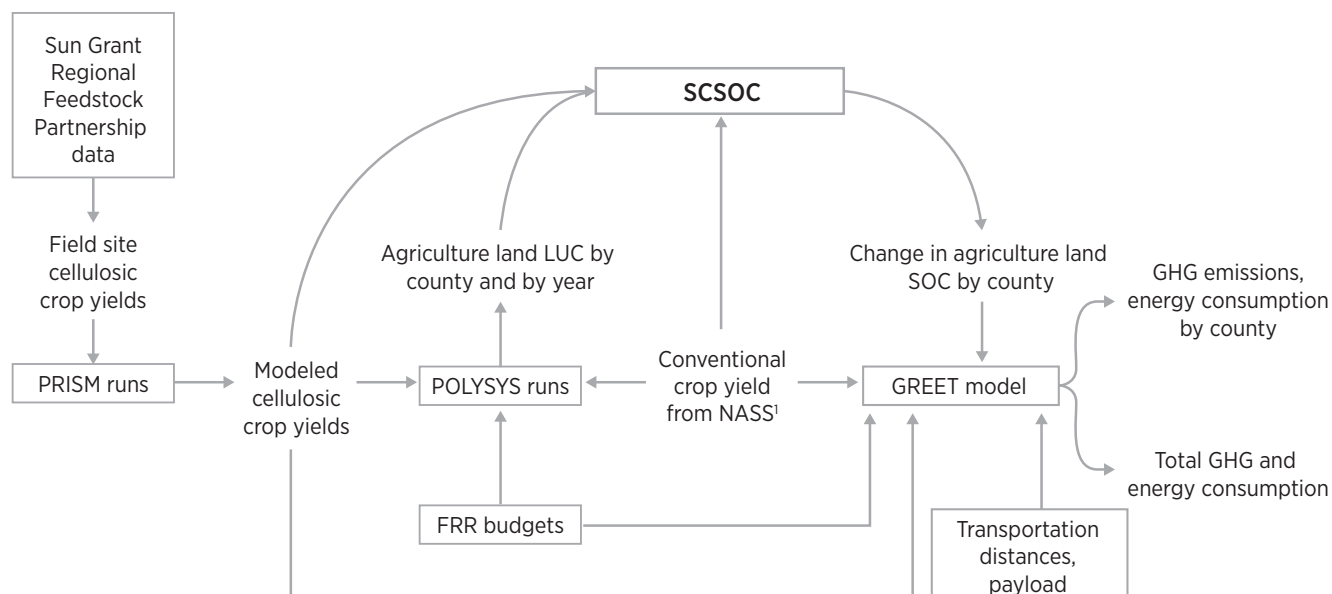 Sun Grant
Regional
Feedstock
Partnership
data
Field site
cellulosic
crop yields
PRISM runs
Modeled
cellulosic
crop yields
SCSOC
Agriculture land LUC by
county and by year
POLYSYS runs
FRR budgets
Conventional
crop yield
from NASS¹
Change in agriculture land
SOC by county
GREET model
Transportation
distances,
payload
GHG emissions,
energy consumption
by county
Total GHG and
energy consumption